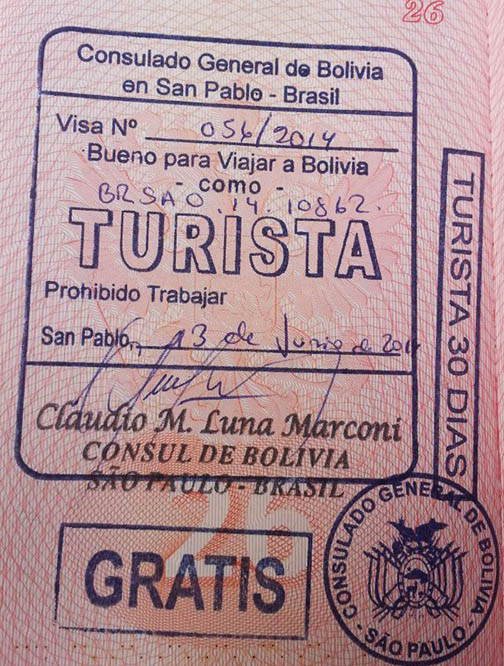 26
Consulado General de Bolivia
en San Pablo - Brasil
Visa Nº 056/2014
Bueno para Viajar a Bolivia
- como -
BRSAO.14.10862.
TURISTA
Prohibido Trabajar
San Pablo, 13 de Junio de 2014
Claudio M. Luna Marconi
CONSUL DE BOLIVIA
SÃO PAULO - BRASIL
TURISTA 30 DIAS
26
GRATIS
CONSULADO GENERAL DE BOLIVIA
- SÃO PAULO -